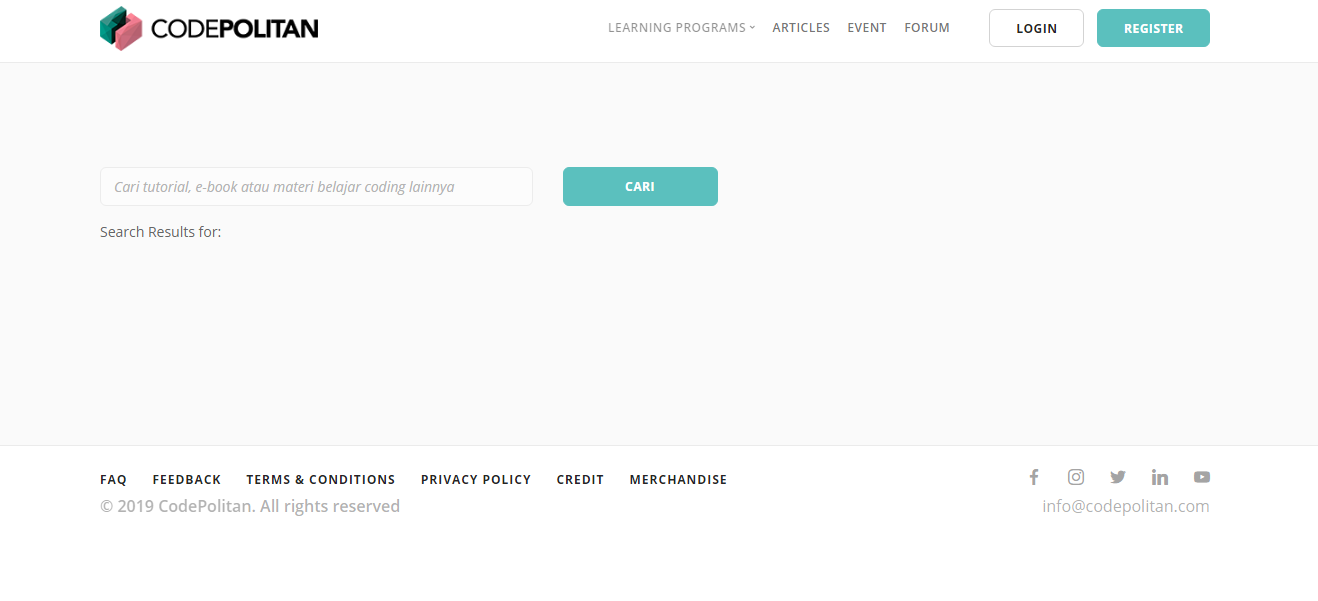 CODEPOLITAN
LEARNING PROGRAMS ARTICLES EVENT FORUM LOGIN REGISTER
Cari tutorial, e-book atau materi belajar coding lainnya CARI
Search Results for:
FAQ FEEDBACK TERMS & CONDITIONS PRIVACY POLICY CREDIT MERCHANDISE
© 2019 CodePolitan. All rights reserved
info@codepolitan.com